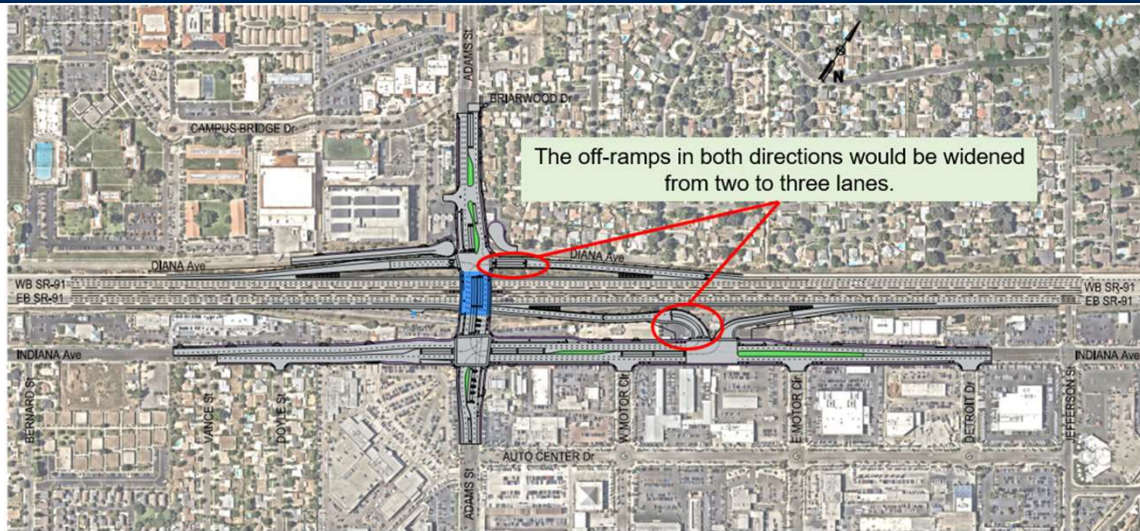 ADAMS St
BRIARWOOD Dr
N
CAMPUS BRIDGE Dr
The off-ramps in both directions would be widened
from two to three lanes.
DIANA Ave
DIANA Ave
WB SR-91
EB SR-91
WB SR-91
EB SR-91
INDIANA Ave
INDIANA Ave
BERNARD St
VANCE St
DOYLE St
ADAMS St
W MOTOR Cir
E MOTOR Cir
DETROIT Dr
JEFFERSON St
AUTO CENTER Dr